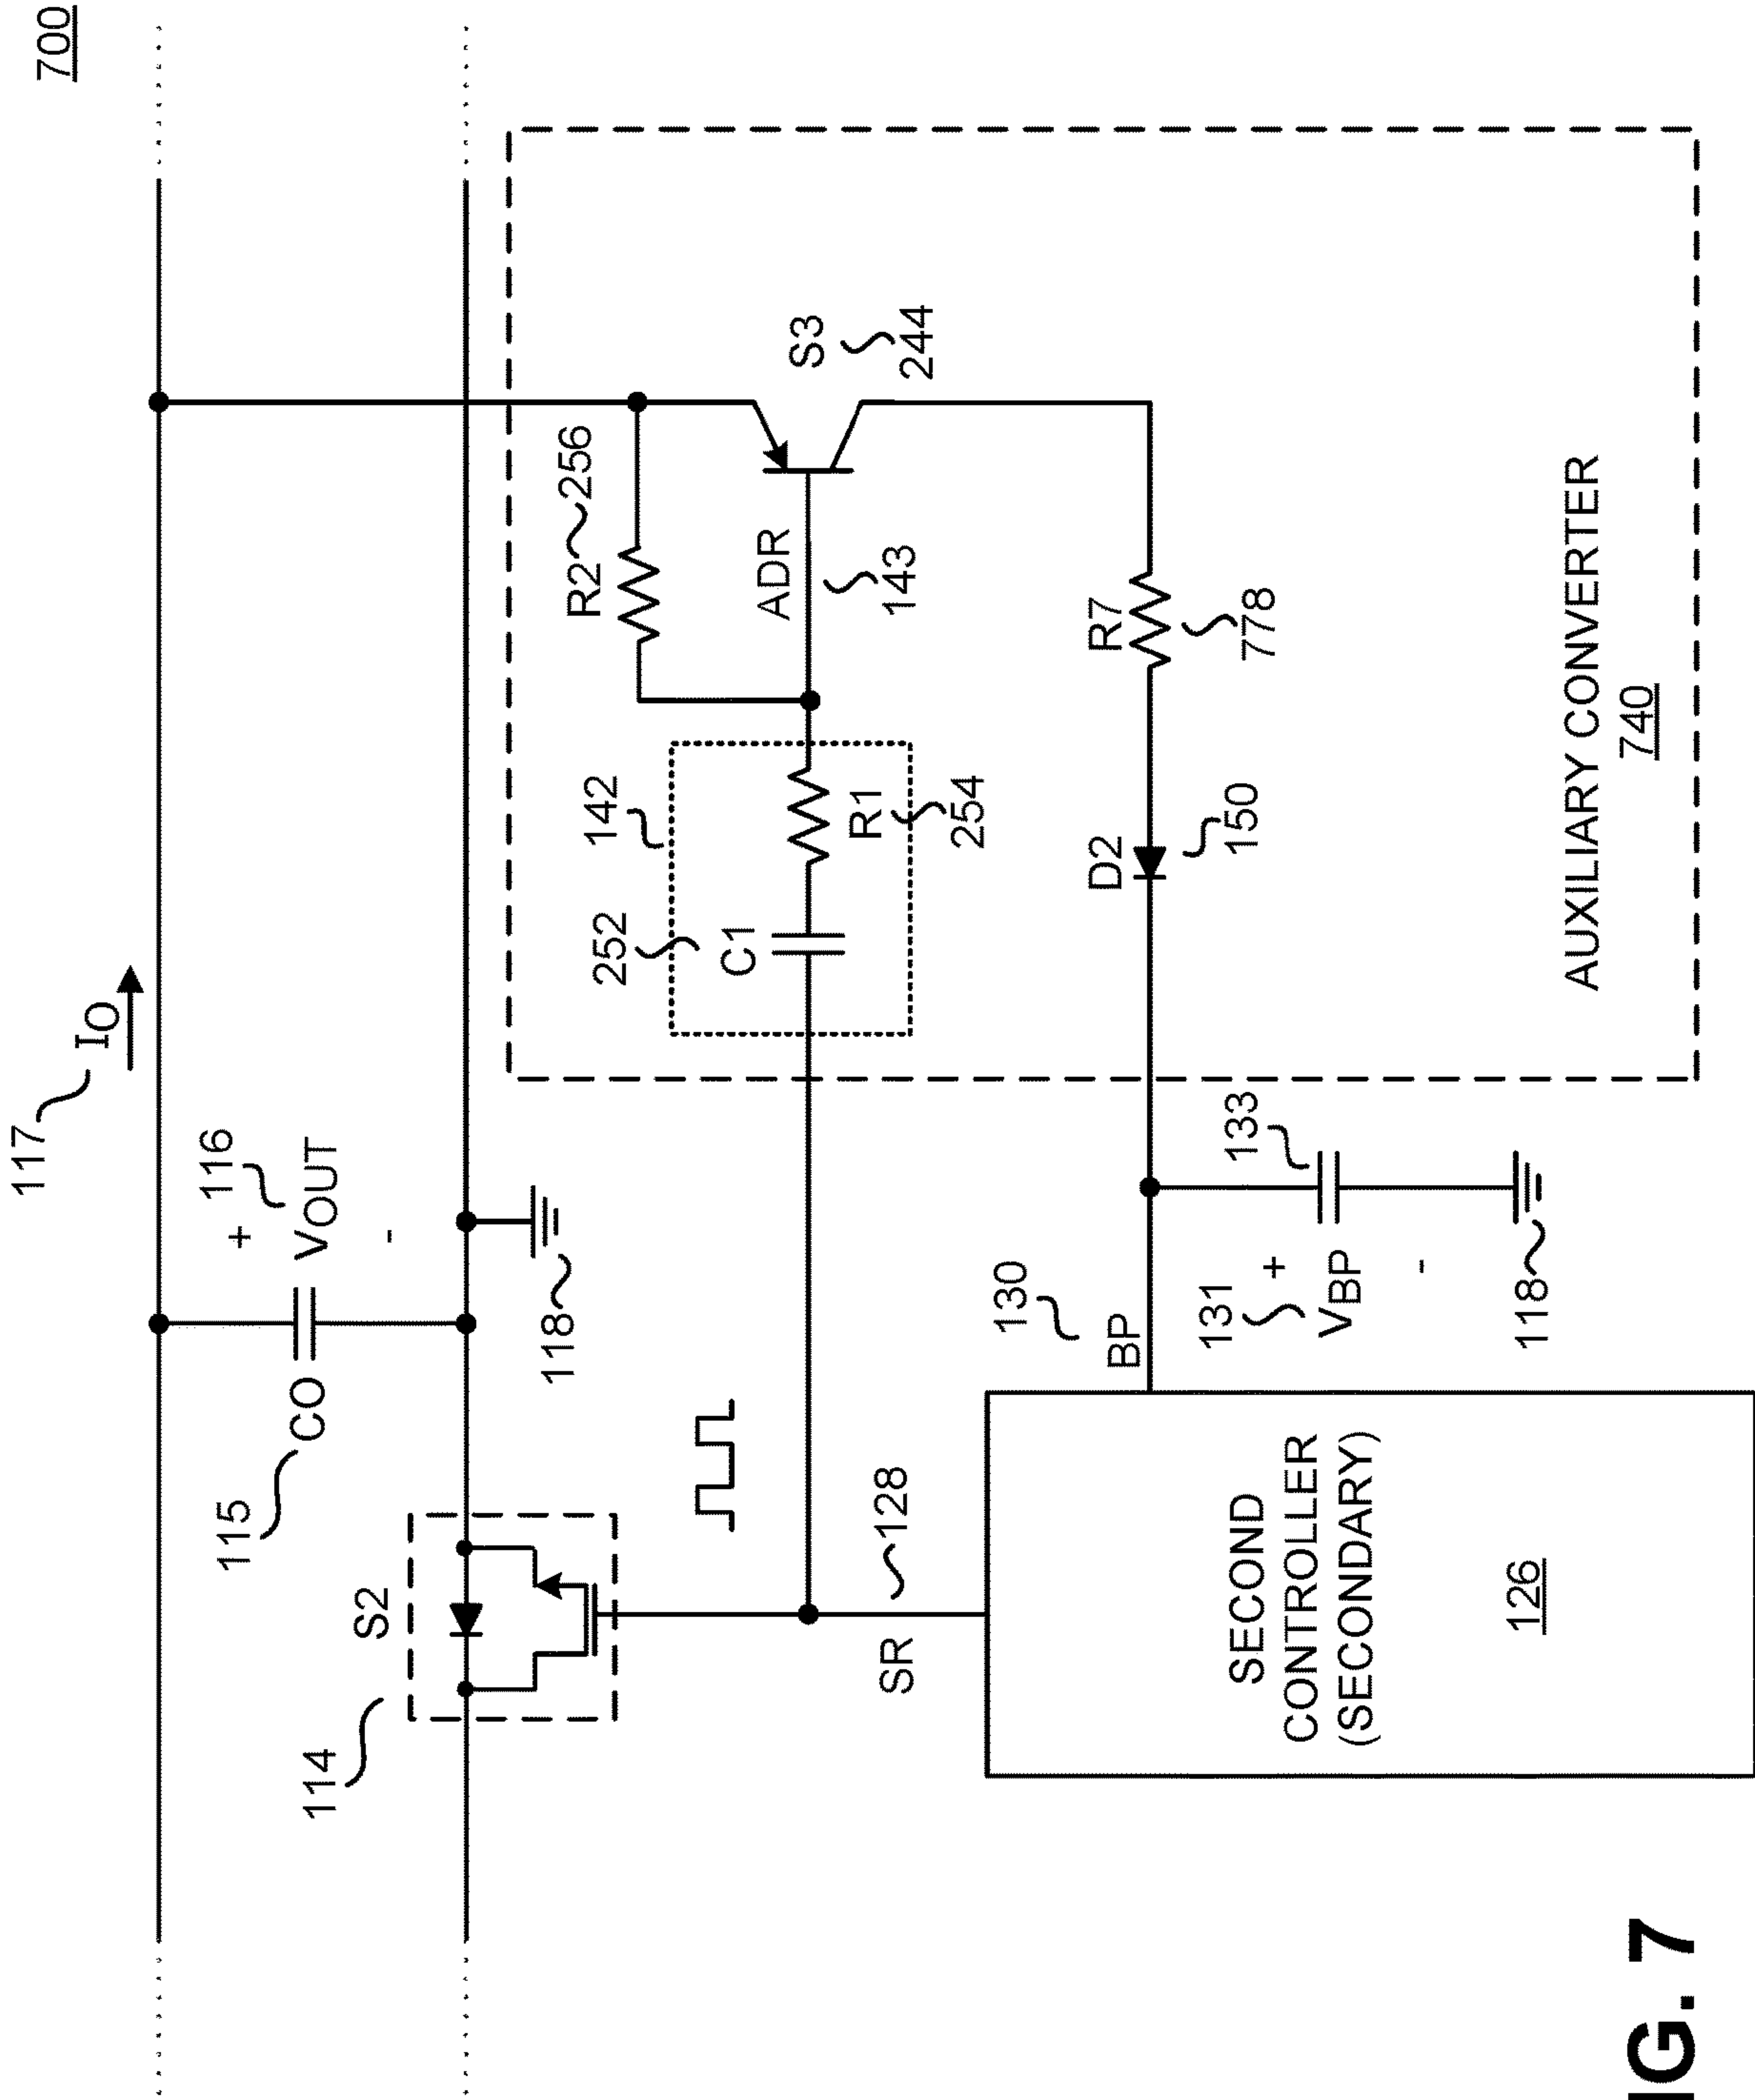 700
117
IO
116
+
VOUT
-
115
CO
118
S2
114
SR
128
142
252
C1
R1
254
R2
256
ADR
143
S3
244
R7
778
D2
150
AUXILIARY CONVERTER
740
130
BP
133
131
+
VBP
-
118
SECOND
CONTROLLER
(SECONDARY)
126
IG. 7